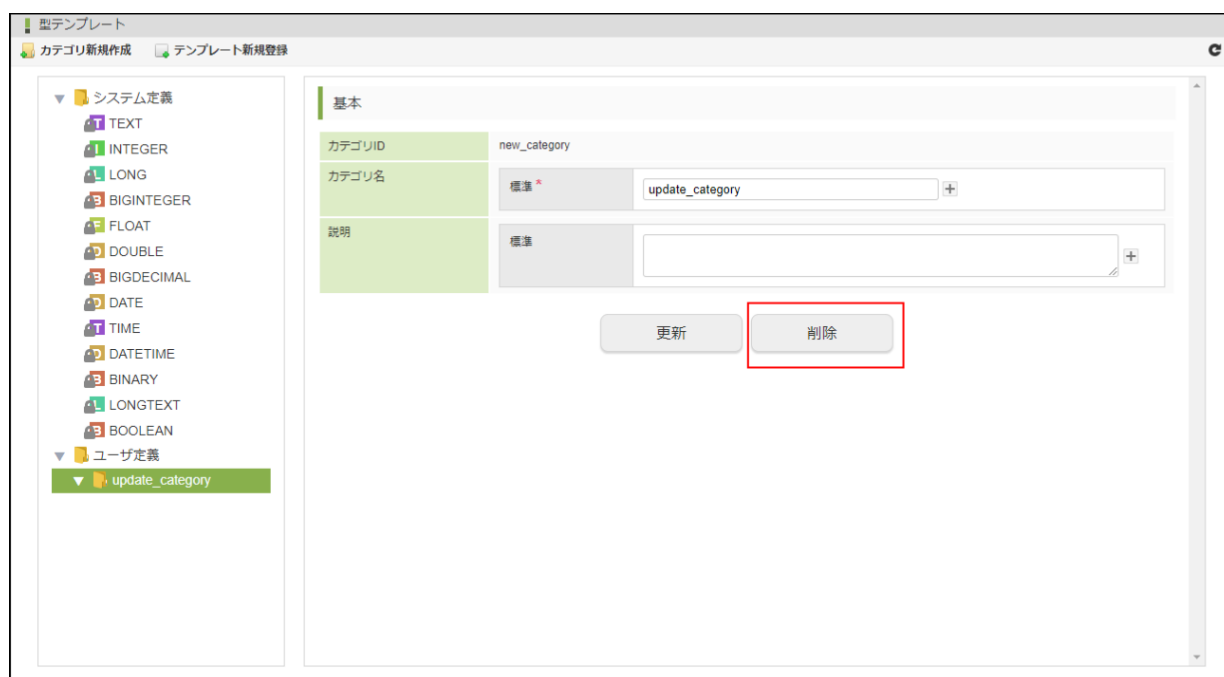 型テンプレート
カテゴリ新規作成 テンプレート新規登録
システム定義
TEXT
INTEGER
LONG
BIGINTEGER
FLOAT
DOUBLE
BIGDECIMAL
DATE
TIME
DATETIME
BINARY
LONGTEXT
BOOLEAN
ユーザ定義
update_category
基本
カテゴリID new_category
カテゴリ名 標準 * update_category
説明 標準
更新 削除